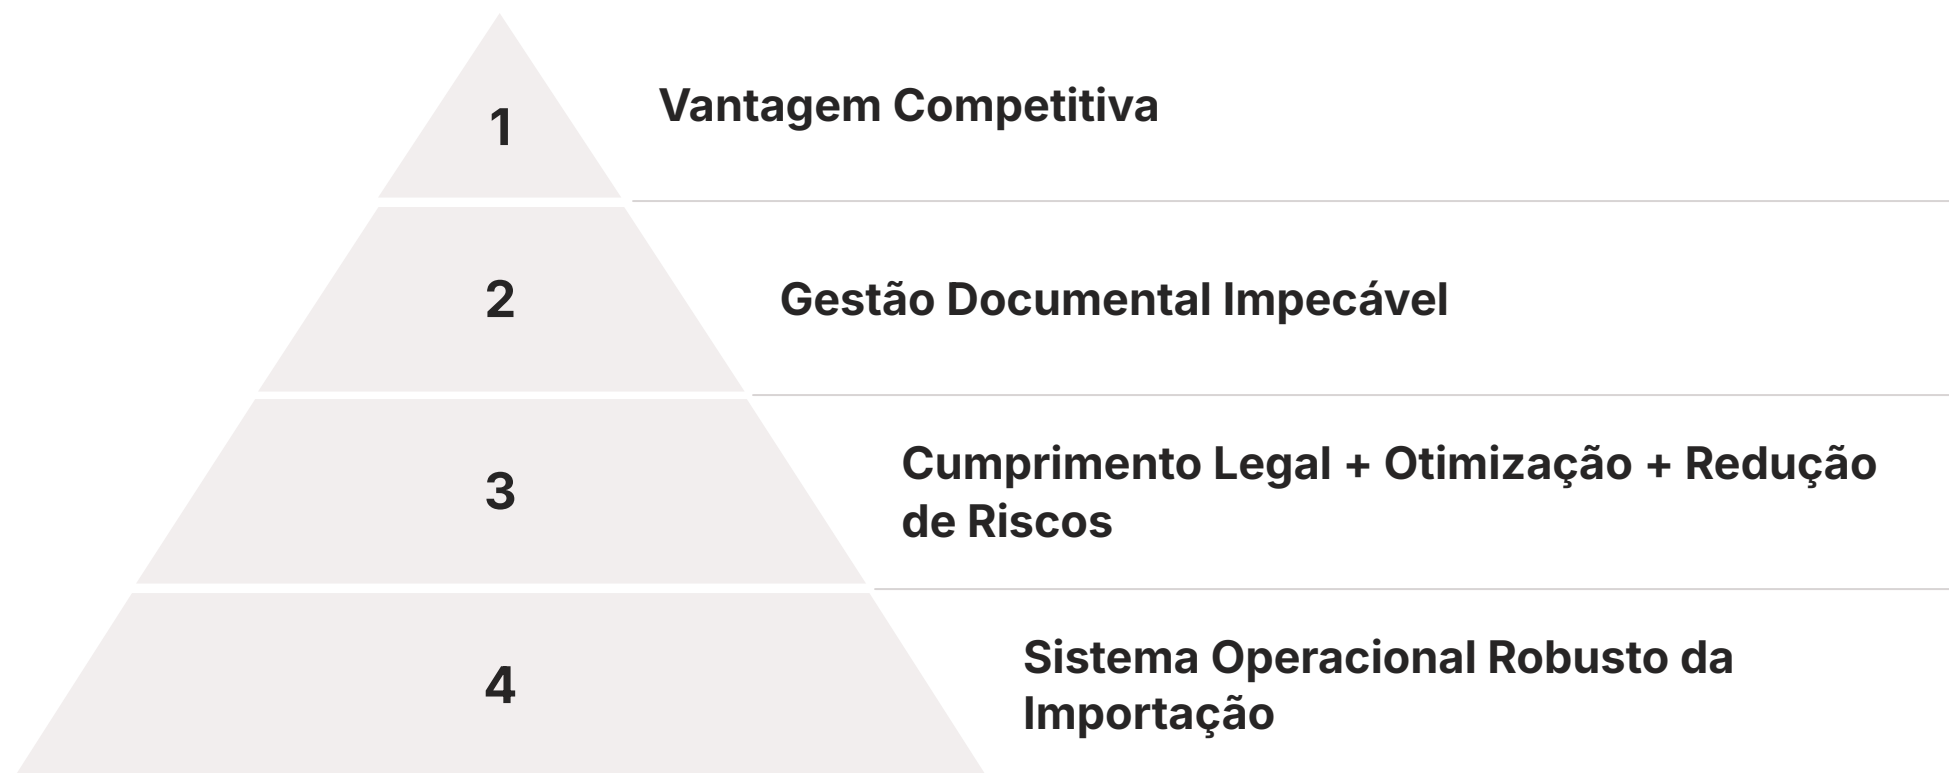 1
Vantagem Competitiva
2
Gestão Documental Impecável
3
Cumprimento Legal + Otimização + Redução
de Riscos
4
Sistema Operacional Robusto da
Importação